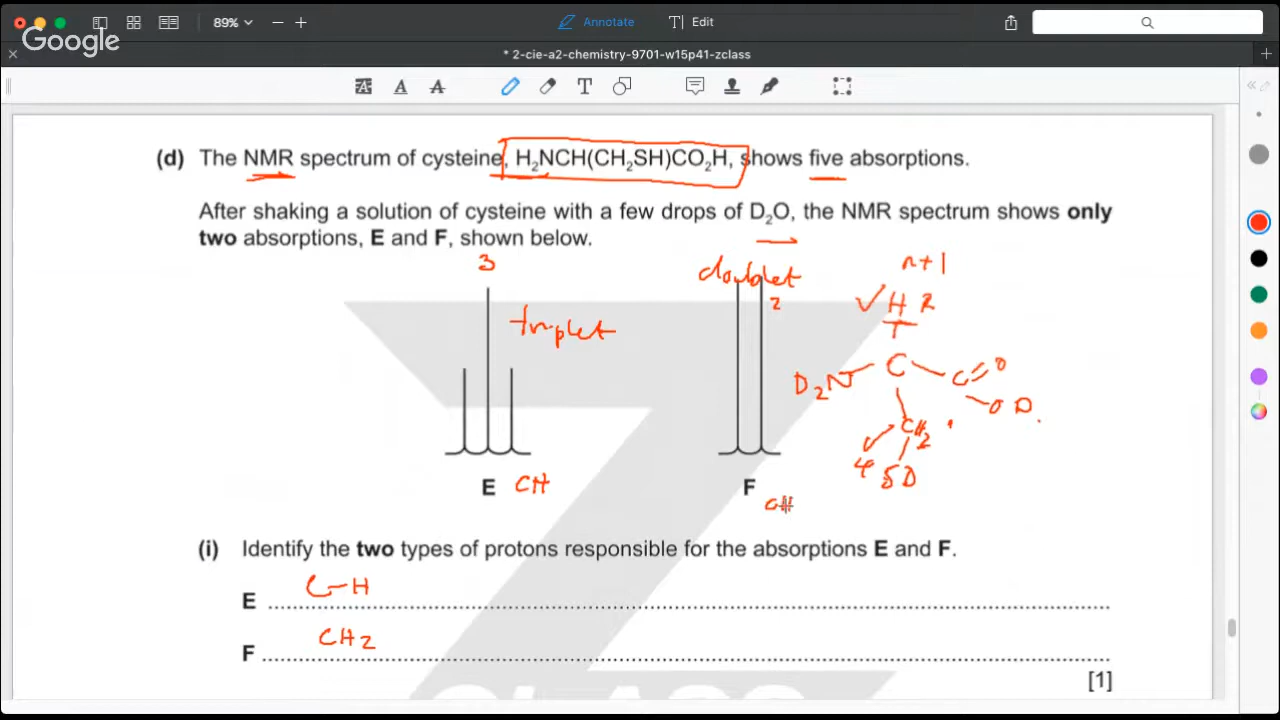 89%
Annotate
Edit
Google
* 2-cie-a2-chemistry-9701-w15p41-zclass
(d) The NMR spectrum of cysteine, H2NCH(CH2SH)CO2H, shows five absorptions.
After shaking a solution of cysteine with a few drops of D2O, the NMR spectrum shows only
two absorptions, E and F, shown below.
3
doublet
n+1
2
H R
triplet
C
C O
D2N
O D.
CH2
SD
E CH
F
CH
(i) Identify the two types of protons responsible for the absorptions E and F.
C-H
E
CH2
F
[1]
CLASS